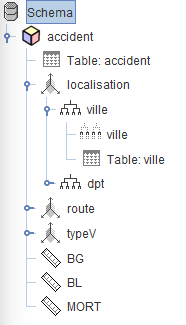 Schema
accident
Table: accident
localisation
ville
ville
Table: ville
dpt
route
typeV
BG
BL
MORT